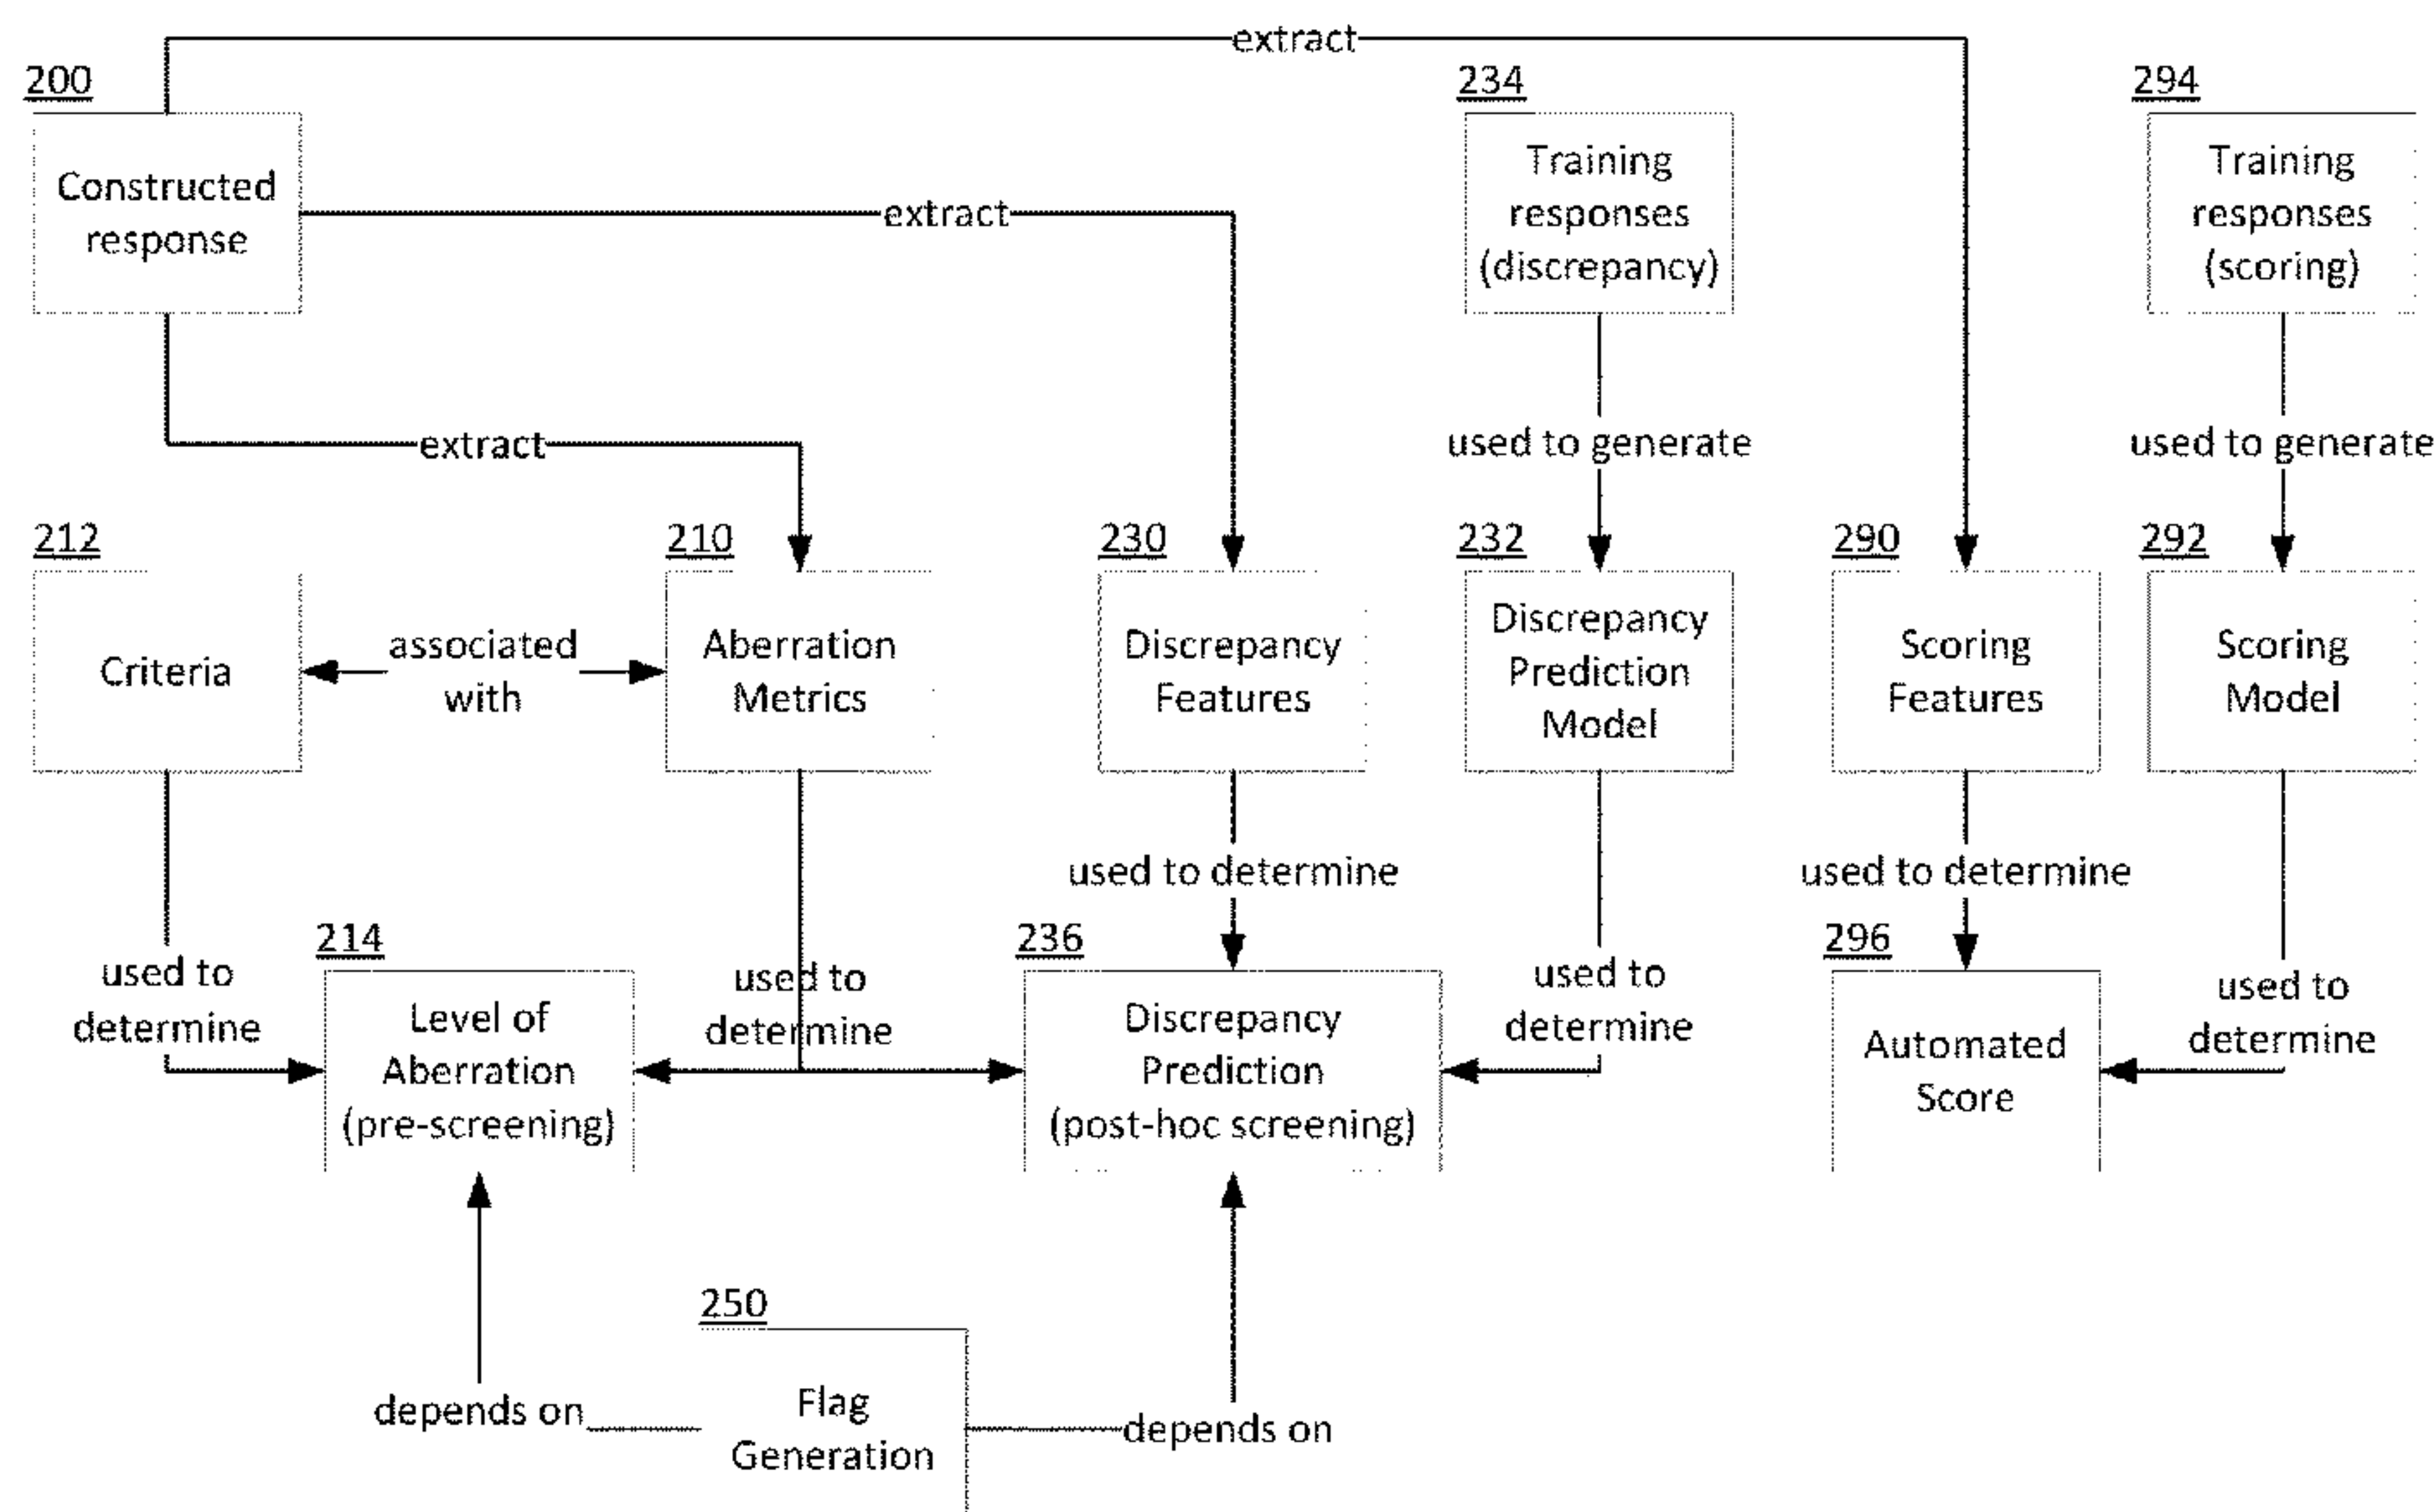 extract
200
234
294
Constructed
response
Training
responses
(discrepancy)
Training
responses
(scoring)
extract
extract
used to generate
used to generate
212
210
230
232
290
292
Criteria
associated
with
Aberration
Metrics
Discrepancy
Features
Discrepancy
Prediction
Model
Scoring
Features
Scoring
Model
used to determine
used to determine
214
236
296
used to
determine
Level of
Aberration
(pre-screening)
used to
determine
Discrepancy
Prediction
(post-hoc screening)
used to
determine
Automated
Score
used to
determine
250
depends on
Flag
Generation
depends on